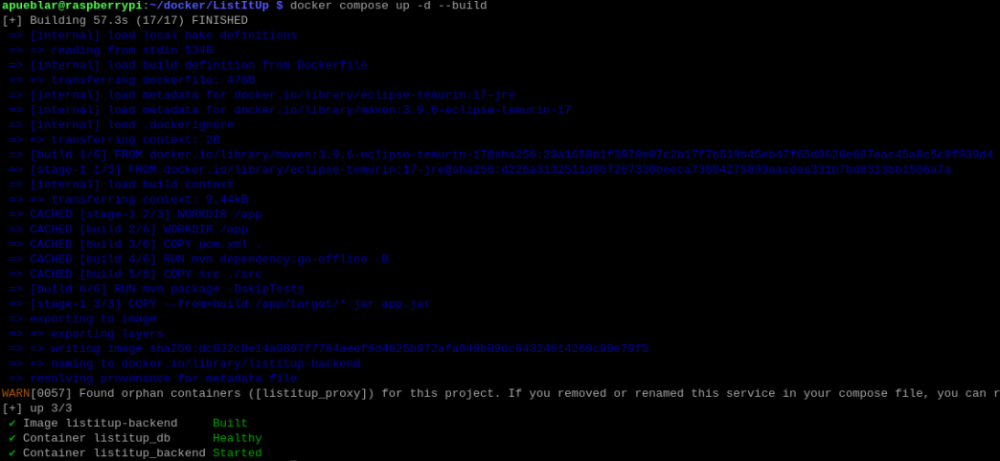 apueblar@raspberrypi:~/docker/ListItUp $ docker compose up -d --build
[+] Building 57.3s (17/17) FINISHED
=> [internal] load local bake definitions
=> => reading from stdin 534B
=> [internal] load build definition from Dockerfile
=> => transferring dockerfile: 478B
=> [internal] load metadata for docker.io/library/eclipse-temurin:17-jre
=> [internal] load metadata for docker.io/library/maven:3.9.6-eclipse-temurin-17
=> [internal] load .dockerignore
=> => transferring context: 2B
=> [build 1/6] FROM docker.io/library/maven:3.9.6-eclipse-temurin-17@sha256:
=> [stage-1 1/3] FROM docker.io/library/eclipse-temurin:17-jre@sha256:
=> [internal] load build context
=> => transferring context:
=> CACHED [stage-1 2/3] WORKDIR /app
=> CACHED [build 2/6] WORKDIR /app
=> CACHED [build 3/6] COPY pom.xml .
=> CACHED [build 4/6] RUN mvn dependency:go-offline -B
=> CACHED [build 5/6] COPY src ./src
=> [build 6/6] RUN mvn package -DskipTests
=> [stage-1 3/3] COPY --from=build /app/target/*.jar app.jar
=> exporting to image
=> => exporting layers
=> => writing image
=> => naming to docker.io/library/listitup-backend
=> resolving provenance for metadata file
WARN[0057] Found orphan containers ([listitup_proxy]) for this project. If you removed or renamed this service in your compose file, you can r
[+] up 3/3
✔ Image listitup-backend Built
✔ Container listitup_db Healthy
✔ Container listitup_backend Started